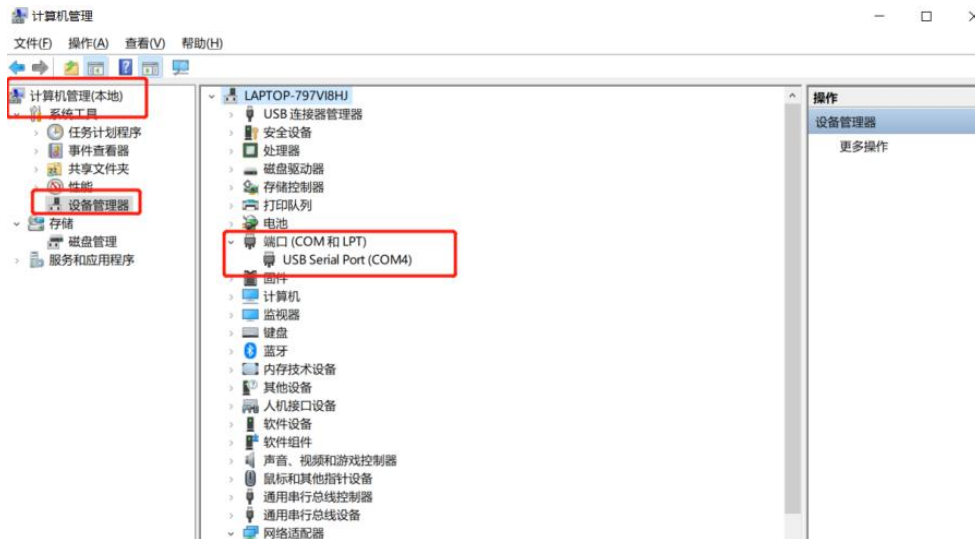 计算机管理
文件(F) 操作(A) 查看(V) 帮助(H)
计算机管理(本地)
系统工具
任务计划程序
事件查看器
共享文件夹
性能
设备管理器
存储
磁盘管理
服务和应用程序
LAPTOP-797VI8HJ
USB 连接器管理器
安全设备
处理器
磁盘驱动器
存储控制器
打印队列
电池
端口 (COM 和 LPT)
USB Serial Port (COM4)
固件
计算机
监视器
键盘
蓝牙
内存技术设备
其他设备
人机接口设备
软件设备
软件组件
声音、视频和游戏控制器
鼠标和其他指针设备
通用串行总线控制器
通用串行总线设备
网络适配器
操作
设备管理器
更多操作